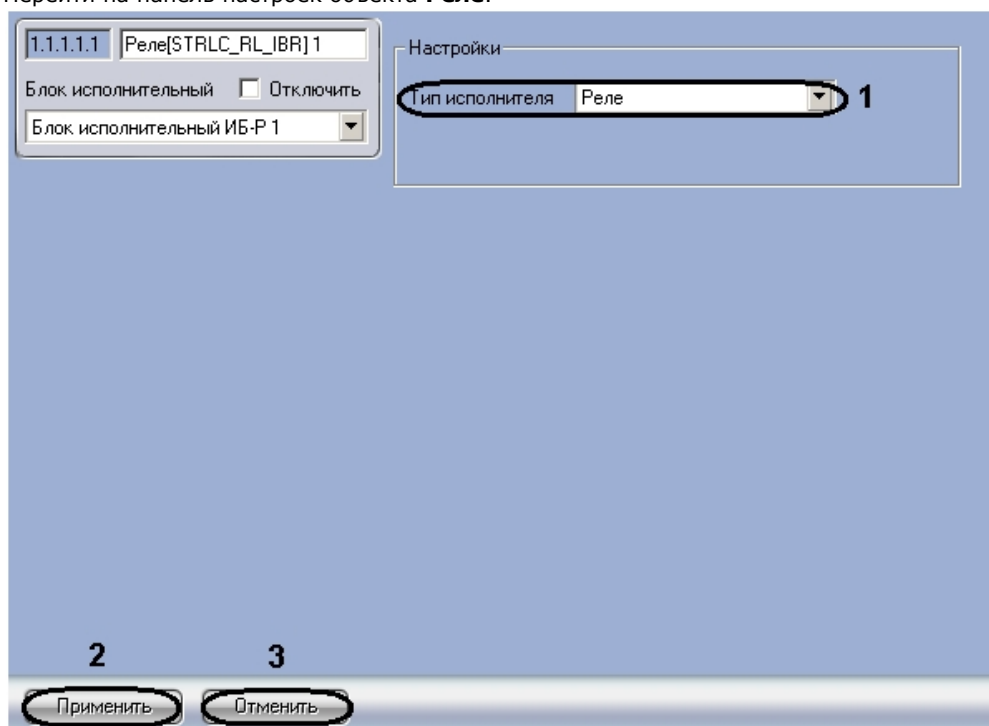 Перейти на панель настроек объекта Реле.
1.1.1.1.1 Реле[STRLC_RL_IBR] 1
Блок исполнительный Отключить
Блок исполнительный ИБ-Р 1
Настройки
Тип исполнителя Реле 1
2 3
Применить Отменить